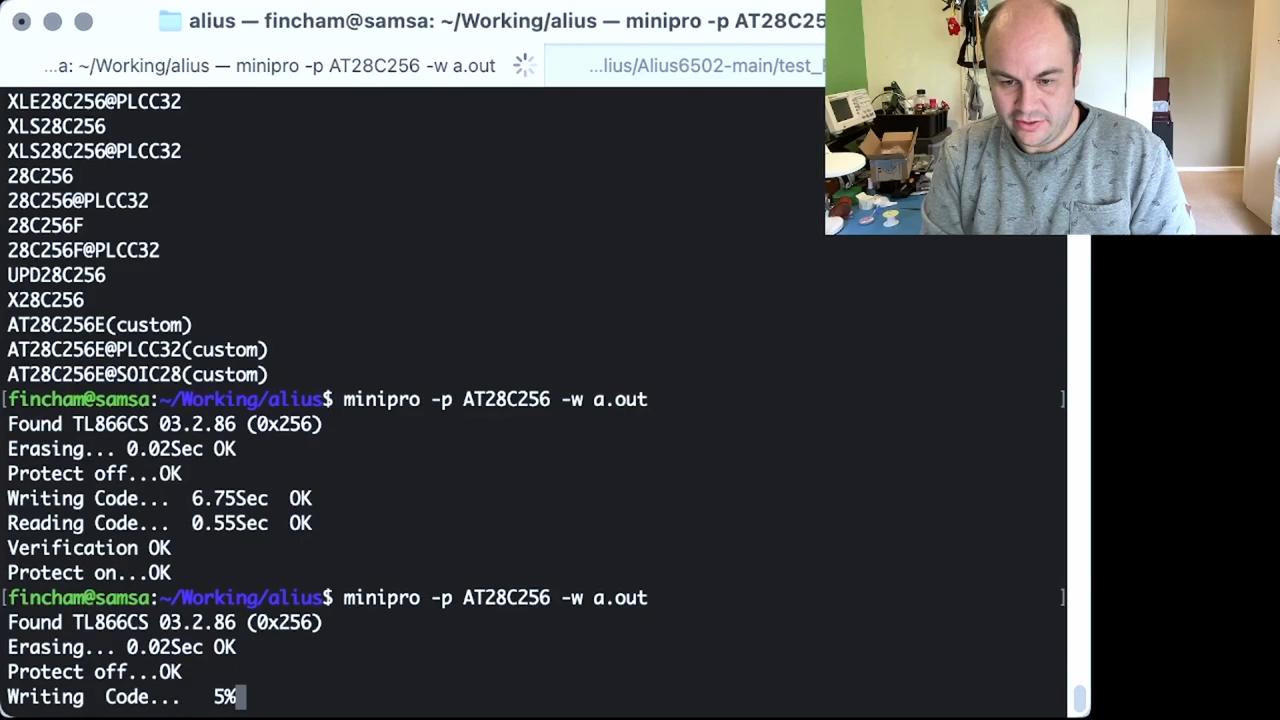 alius — fincham@samsa: ~/Working/alius — minipro -p AT28C25
...a: ~/Working/alius — minipro -p AT28C256 -w a.out
...lius/Alius6502-main/test_
XLE28C256@PLCC32
XLS28C256
XLS28C256@PLCC32
28C256
28C256@PLCC32
28C256F
28C256F@PLCC32
UPD28C256
X28C256
AT28C256E(custom)
AT28C256E@PLCC32(custom)
AT28C256E@SOIC28(custom)
[fincham@samsa:~/Working/alius$ minipro -p AT28C256 -w a.out ]
Found TL866CS 03.2.86 (0x256)
Erasing... 0.02Sec OK
Protect off...OK
Writing Code...  6.75Sec  OK
Reading Code...  0.55Sec  OK
Verification OK
Protect on...OK
[fincham@samsa:~/Working/alius$ minipro -p AT28C256 -w a.out ]
Found TL866CS 03.2.86 (0x256)
Erasing... 0.02Sec OK
Protect off...OK
Writing  Code...   5%